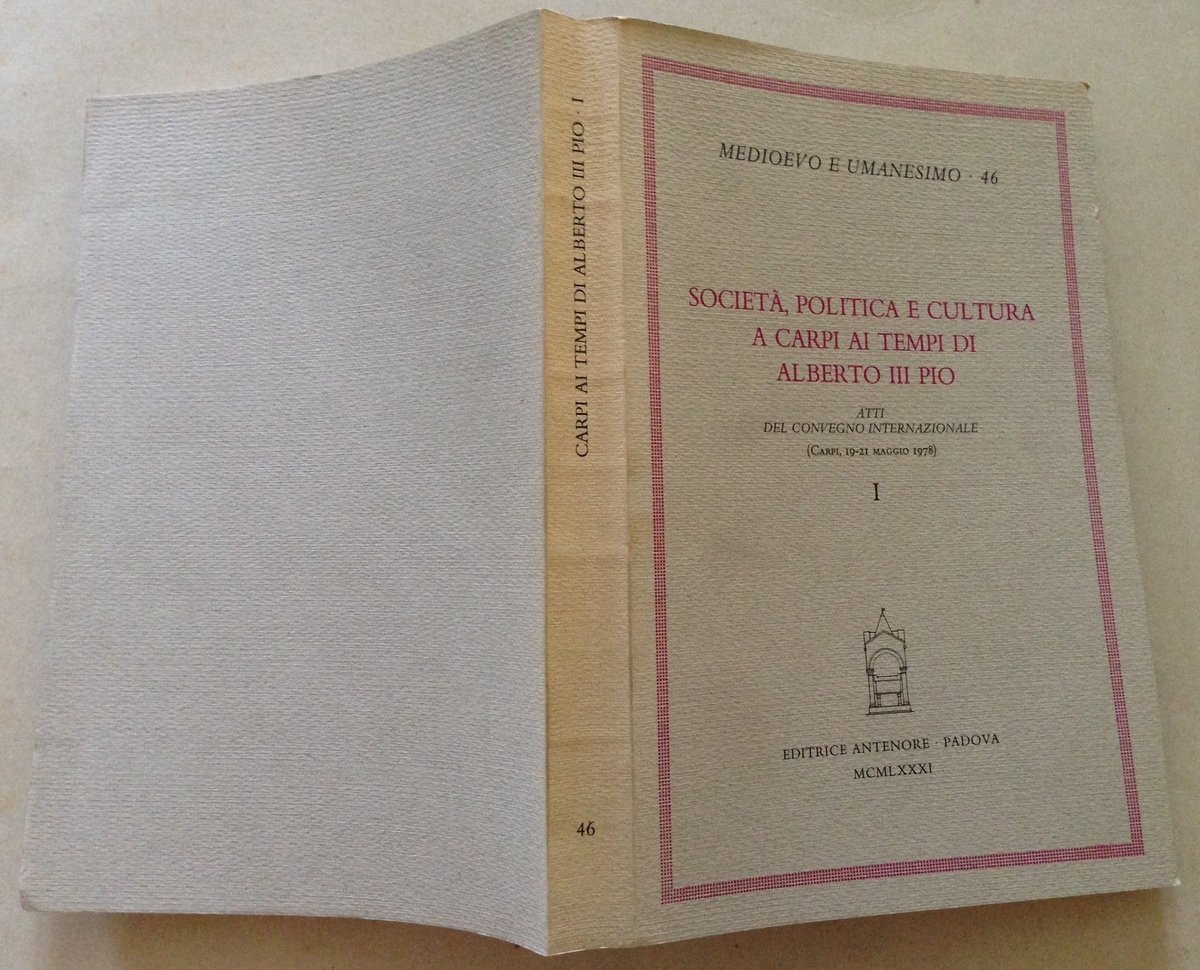 CARPI AI TEMPI DI ALBERTO III PIO · I
46
MEDIOEVO E UMANESIMO · 46
SOCIETÀ, POLITICA E CULTURA
A CARPI AI TEMPI DI
ALBERTO III PIO
ATTI
DEL CONVEGNO INTERNAZIONALE
(CARPI, 19-21 MAGGIO 1978)
I
EDITRICE ANTENORE · PADOVA
MCMLXXXI